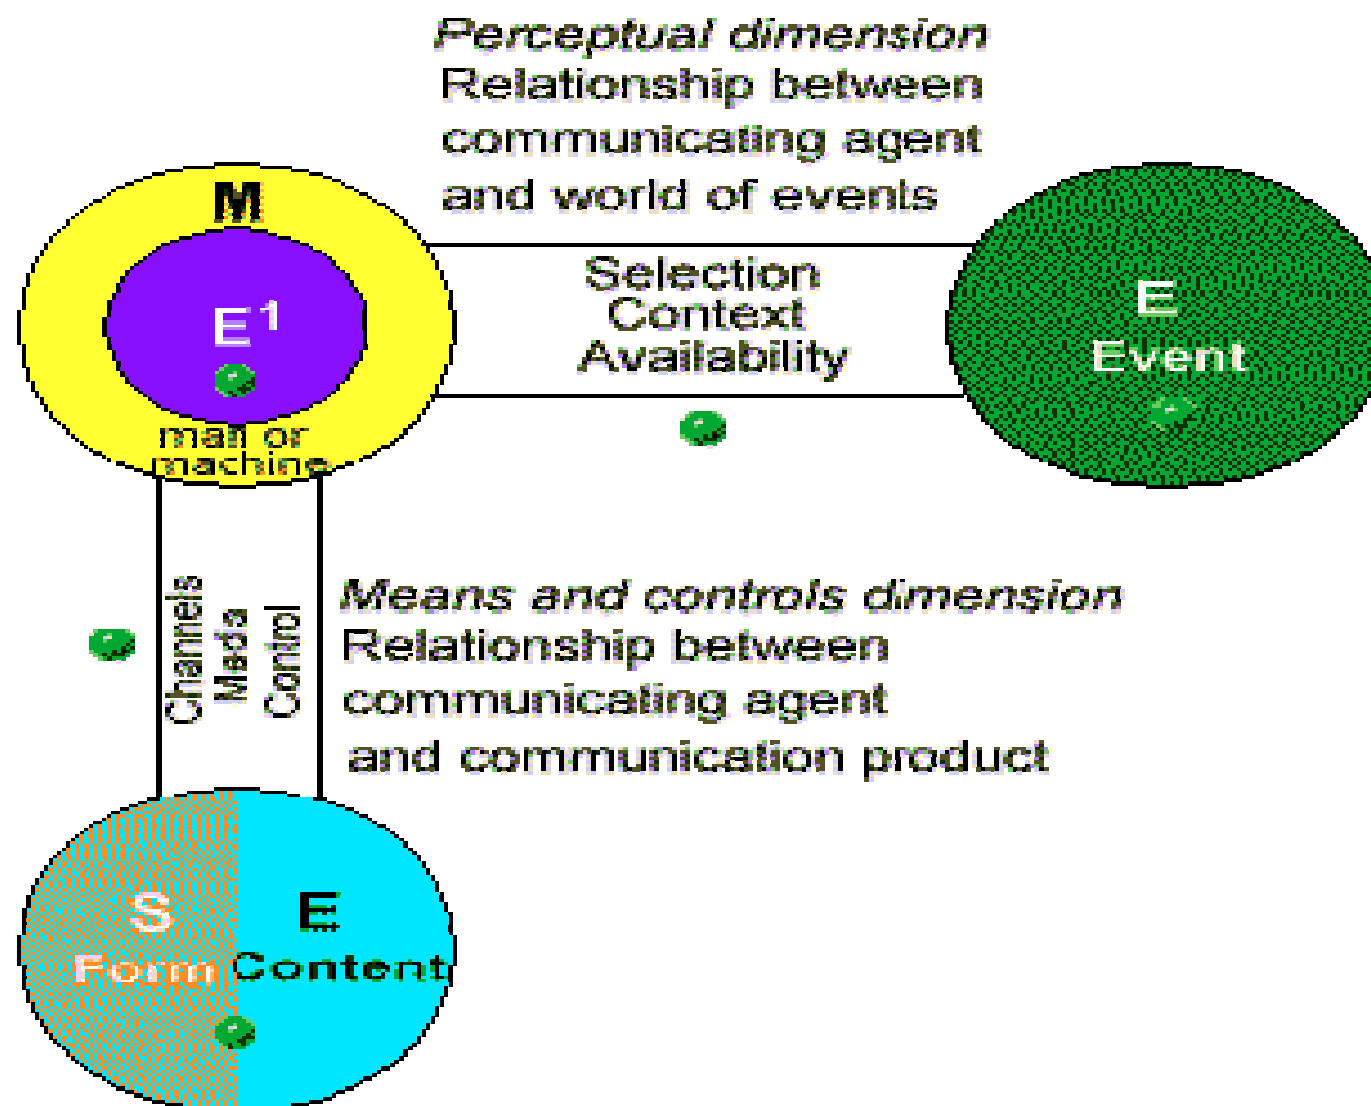 Perceptual dimension
Relationship between
communicating agent
and world of events
M
E¹
man or
machine
Selection
Context
Availability
E
Event
Channels
Media
Control
Means and controls dimension
Relationship between
communicating agent
and communication product
S
Form
E
Content